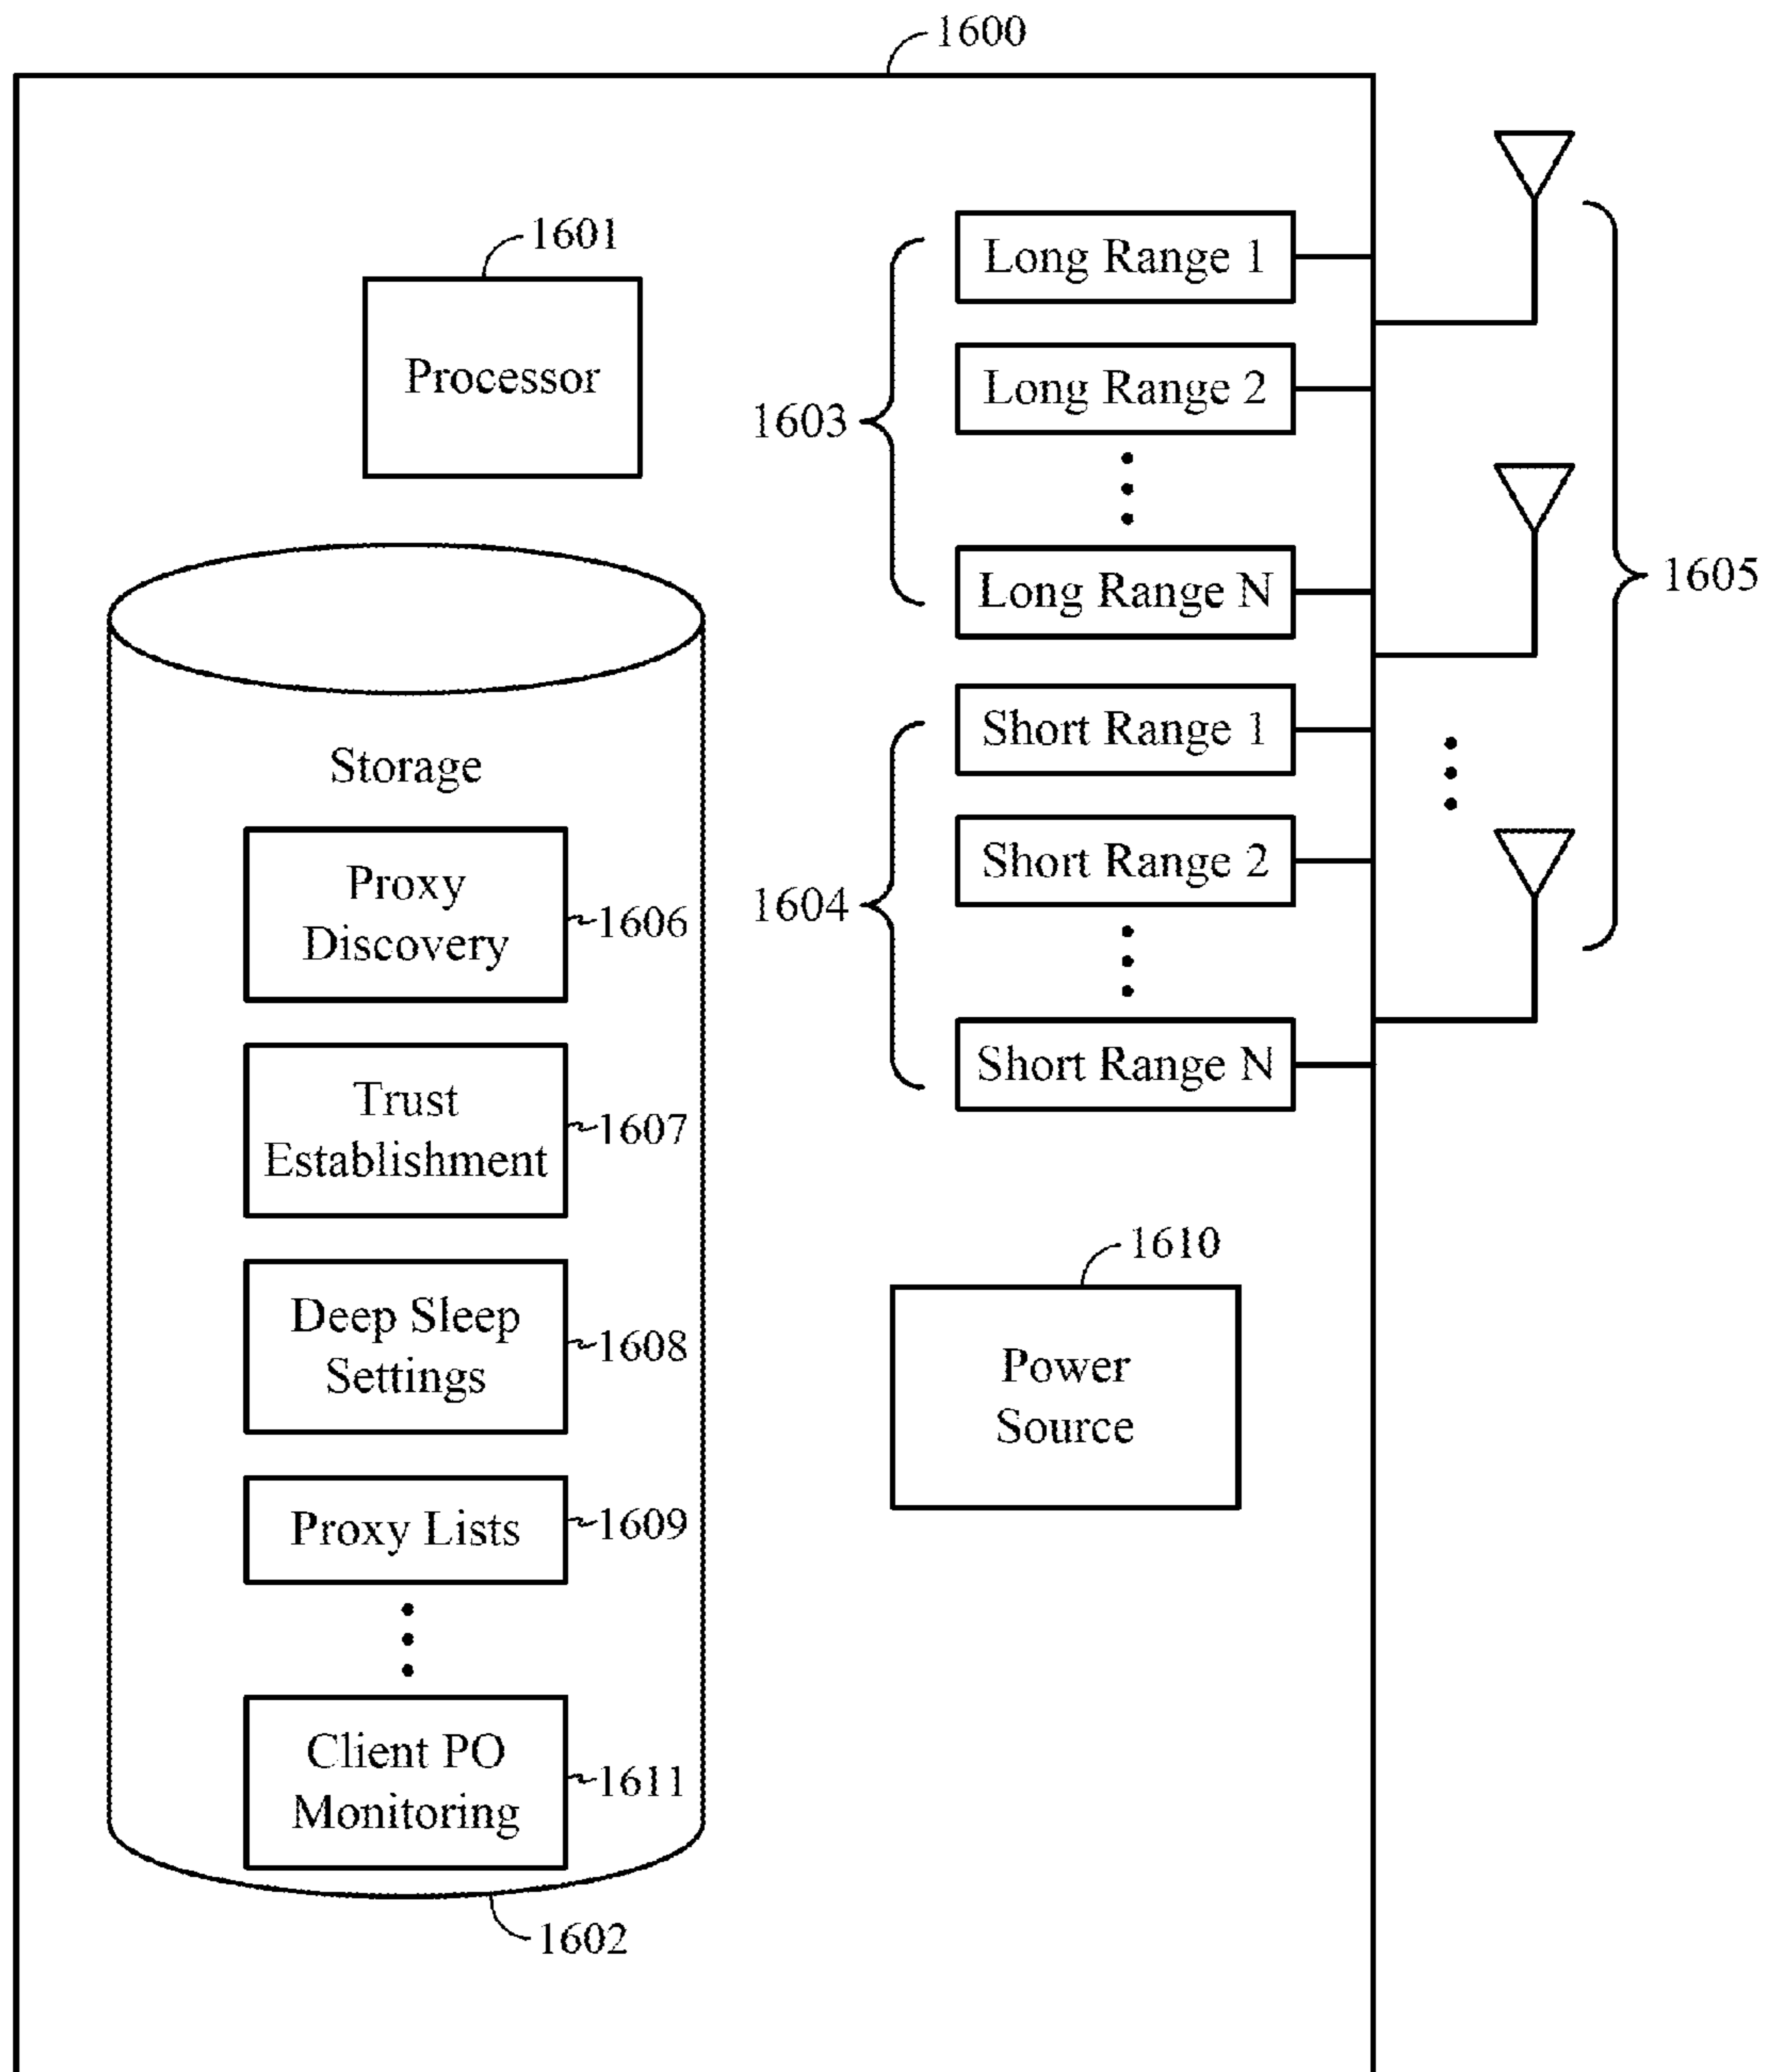 1600
1601
Processor
Long Range 1
Long Range 2
1603
Long Range N
1605
Storage
Short Range 1
Short Range 2
1604
Short Range N
Proxy
Discovery
1606
Trust
Establishment
1607
Deep Sleep
Settings
1608
Proxy Lists
1609
1610
Power
Source
Client PO
Monitoring
1611
1602